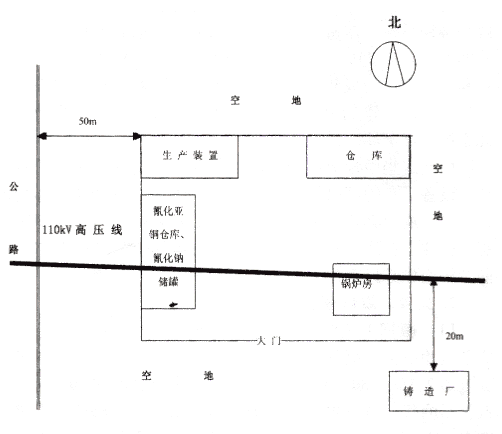 北
空 地
50m
生 产 装 置
仓 库
空
地
公
路
氰化亚
铜仓库、
氰化钠
储罐
110kV 高 压 线
锅炉房
大 门
20m
空 地
铸 造 厂